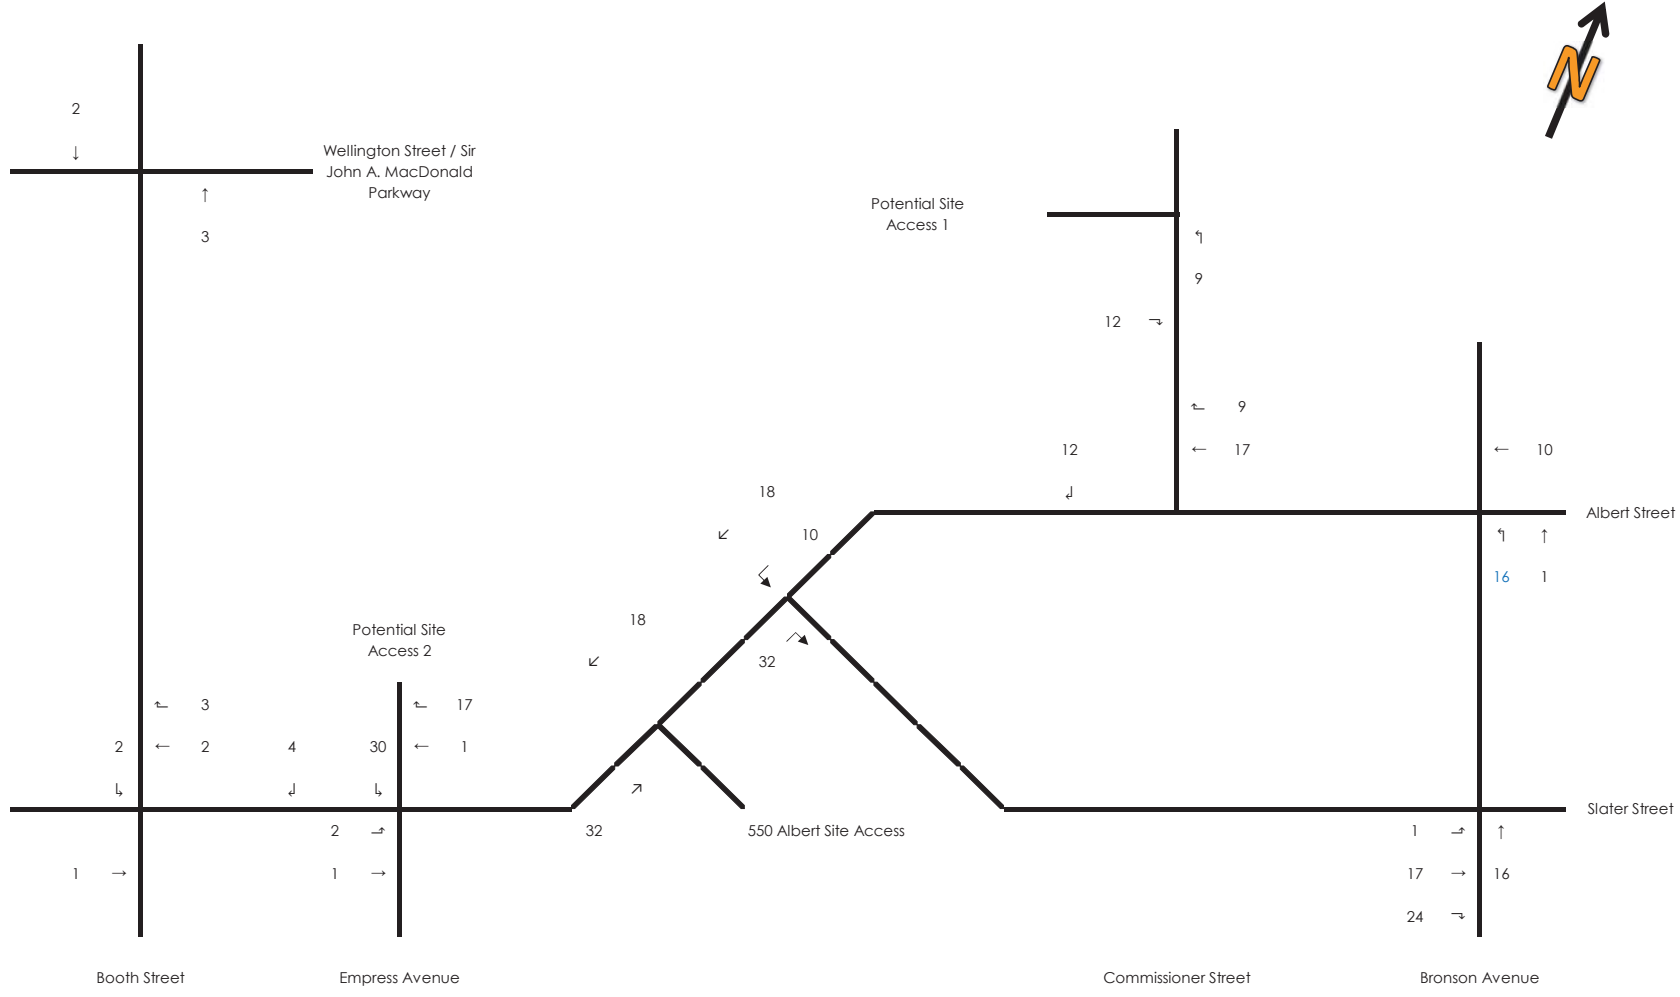 N
2
↓
Wellington Street / Sir
John A. MacDonald
Parkway
↑
3
Potential Site
Access 1
↰
9
12 ⬎
9
12
← 17
↲
← 10
Albert Street
↰ ↑
16 1
18
↙
10
18
↙
32
Potential Site
Access 2
3
17
2 ← 2
4
30 ← 1
↳
↲
↳
2
1 →
1 →
↗
32
550 Albert Site Access
Slater Street
1 ↑
17 → 16
24
Booth Street
Empress Avenue
Commissioner Street
Bronson Avenue